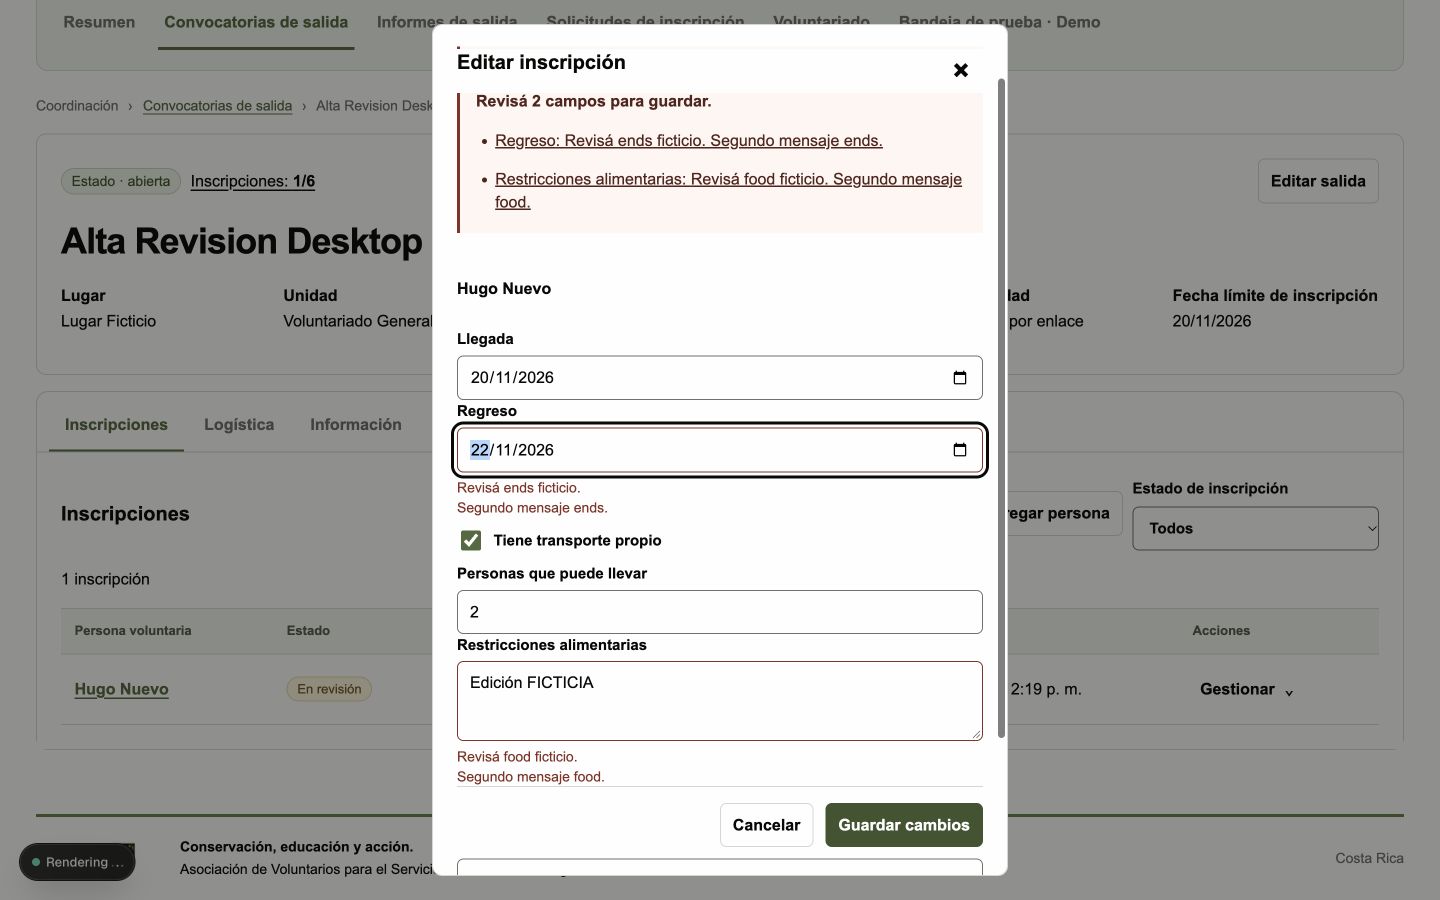 Resumen
Convocatorias de salida
Informes de salida
Solicitudes de inscripción
Voluntariado
Bandeja de prueba · Demo
Coordinación › Convocatorias de salida › Alta Revision Desk
Estado · abierta
Inscripciones: 1/6
Editar salida
Alta Revision Desktop
Lugar
Lugar Ficticio
Unidad
Voluntariado General
por enlace
Fecha límite de inscripción
20/11/2026
Inscripciones
Logística
Información
Inscripciones
egar persona
Estado de inscripción
Todos
1 inscripción
Persona voluntaria
Estado
Acciones
Hugo Nuevo
En revisión
2:19 p. m.
Gestionar
Editar inscripción
Revisá 2 campos para guardar.
• Regreso: Revisá ends ficticio. Segundo mensaje ends.
• Restricciones alimentarias: Revisá food ficticio. Segundo mensaje
food.
Hugo Nuevo
Llegada
20/11/2026
Regreso
22/11/2026
Revisá ends ficticio.
Segundo mensaje ends.
Tiene transporte propio
Personas que puede llevar
2
Restricciones alimentarias
Edición FICTICIA
Revisá food ficticio.
Segundo mensaje food.
Cancelar
Guardar cambios
Rendering ...
Conservación, educación y acción.
Asociación de Voluntarios para el Servici
Costa Rica